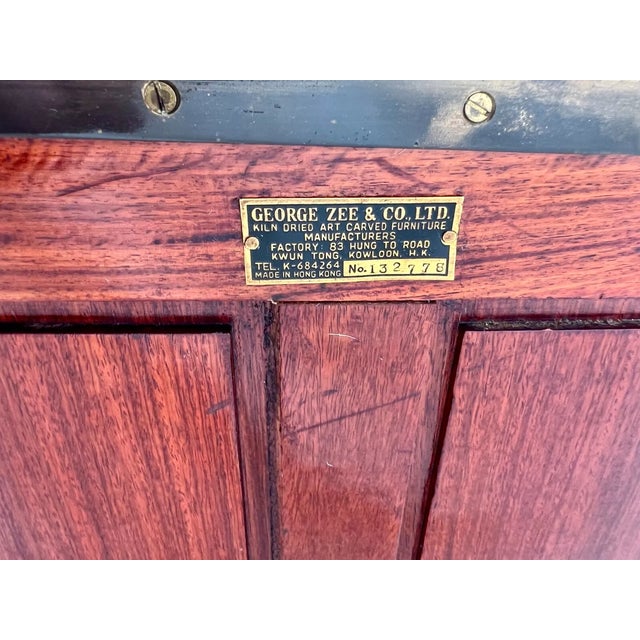 GEORGE ZEE & CO., LTD.
KILN DRIED ART CARVED FURNITURE
MANUFACTURERS
FACTORY: 83 HUNG TO ROAD
KWUN TONG, KOWLOON, H.K.
TEL. K-684264
MADE IN HONG KONG No. 132778